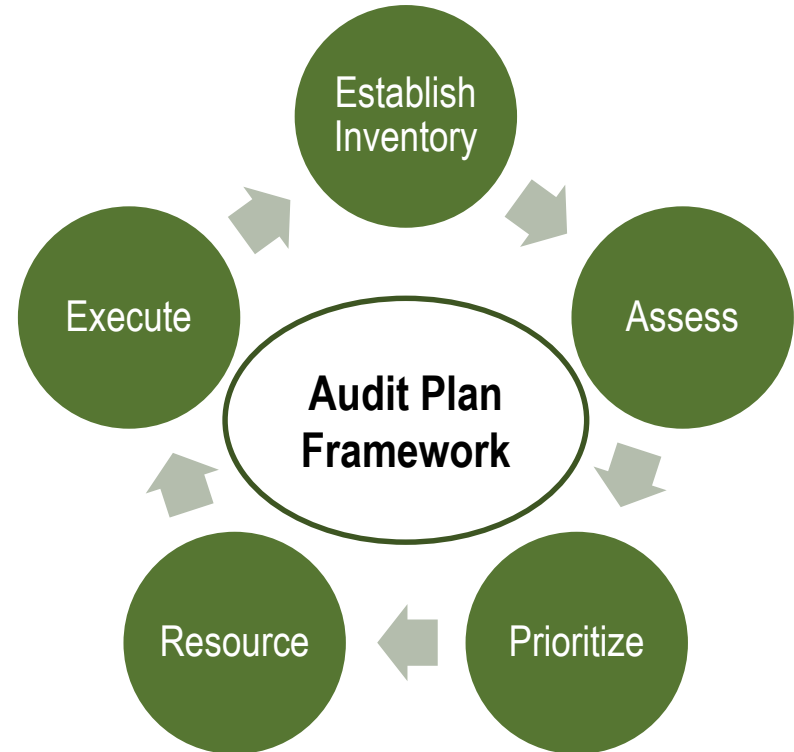 Establish
Inventory
Assess
Prioritize
Resource
Execute
Audit Plan
Framework